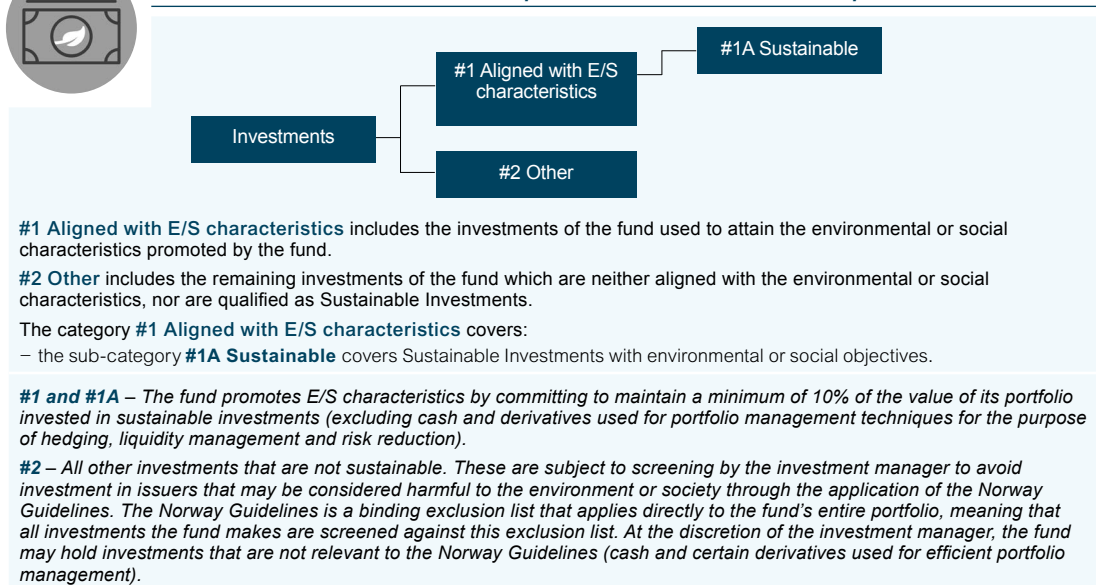 #1A Sustainable
#1 Aligned with E/S
characteristics
Investments
#2 Other
#1 Aligned with E/S characteristics includes the investments of the fund used to attain the environmental or social
characteristics promoted by the fund.
#2 Other includes the remaining investments of the fund which are neither aligned with the environmental or social
characteristics, nor are qualified as Sustainable Investments.
The category #1 Aligned with E/S characteristics covers:
– the sub-category #1A Sustainable covers Sustainable Investments with environmental or social objectives.
#1 and #1A – The fund promotes E/S characteristics by committing to maintain a minimum of 10% of the value of its portfolio
invested in sustainable investments (excluding cash and derivatives used for portfolio management techniques for the purpose
of hedging, liquidity management and risk reduction).
#2 – All other investments that are not sustainable. These are subject to screening by the investment manager to avoid
investment in issuers that may be considered harmful to the environment or society through the application of the Norway
Guidelines. The Norway Guidelines is a binding exclusion list that applies directly to the fund's entire portfolio, meaning that
all investments the fund makes are screened against this exclusion list. At the discretion of the investment manager, the fund
may hold investments that are not relevant to the Norway Guidelines (cash and certain derivatives used for efficient portfolio
management).